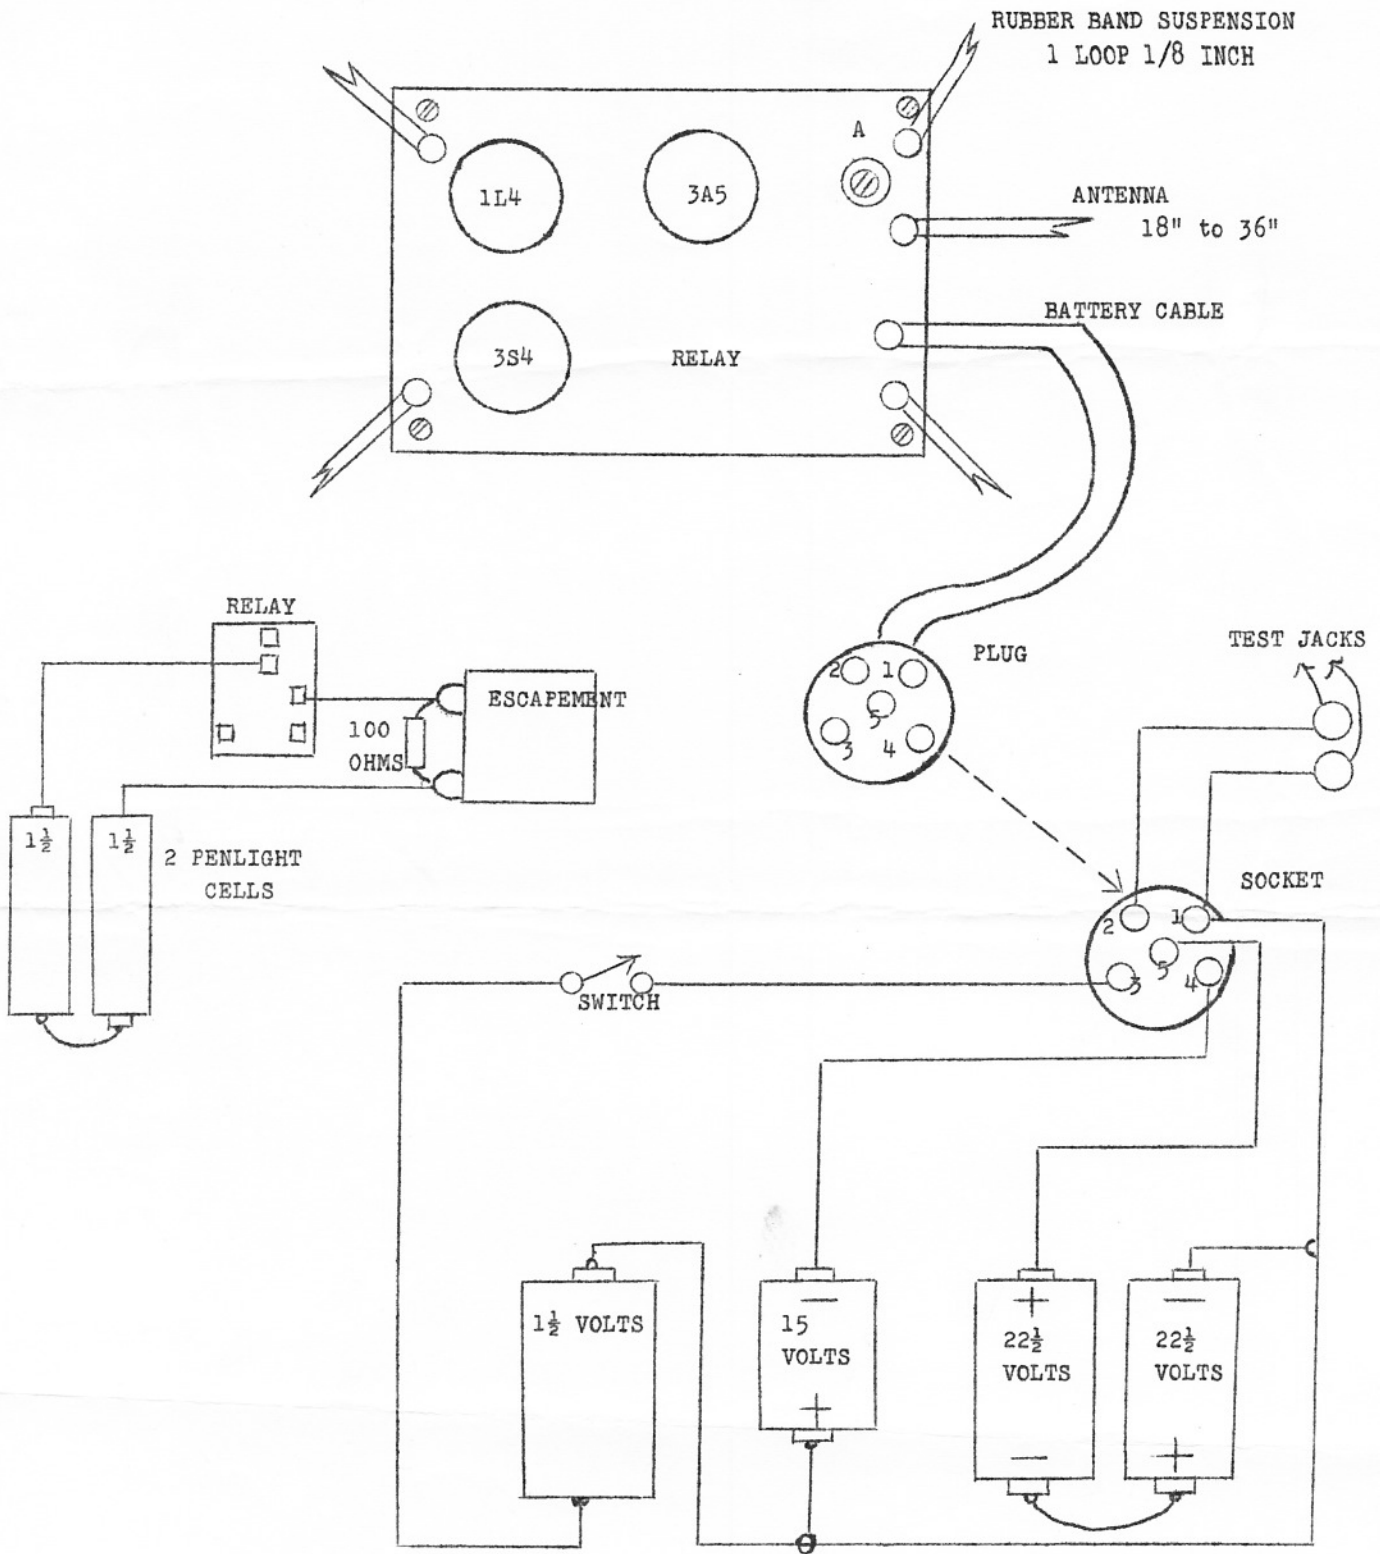 RUBBER BAND SUSPENSION
1 LOOP 1/8 INCH
A
1L4
3A5
ANTENNA
18" to 36"
BATTERY CABLE
3S4
RELAY
RELAY
ESCAPEMENT
100
OHMS
1½
1½
2 PENLIGHT
CELLS
PLUG
2
1
5
3
4
TEST JACKS
SOCKET
2
1
5
3
4
SWITCH
1½ VOLTS
—
15
VOLTS
+
+
22½
VOLTS
—
—
22½
VOLTS
+